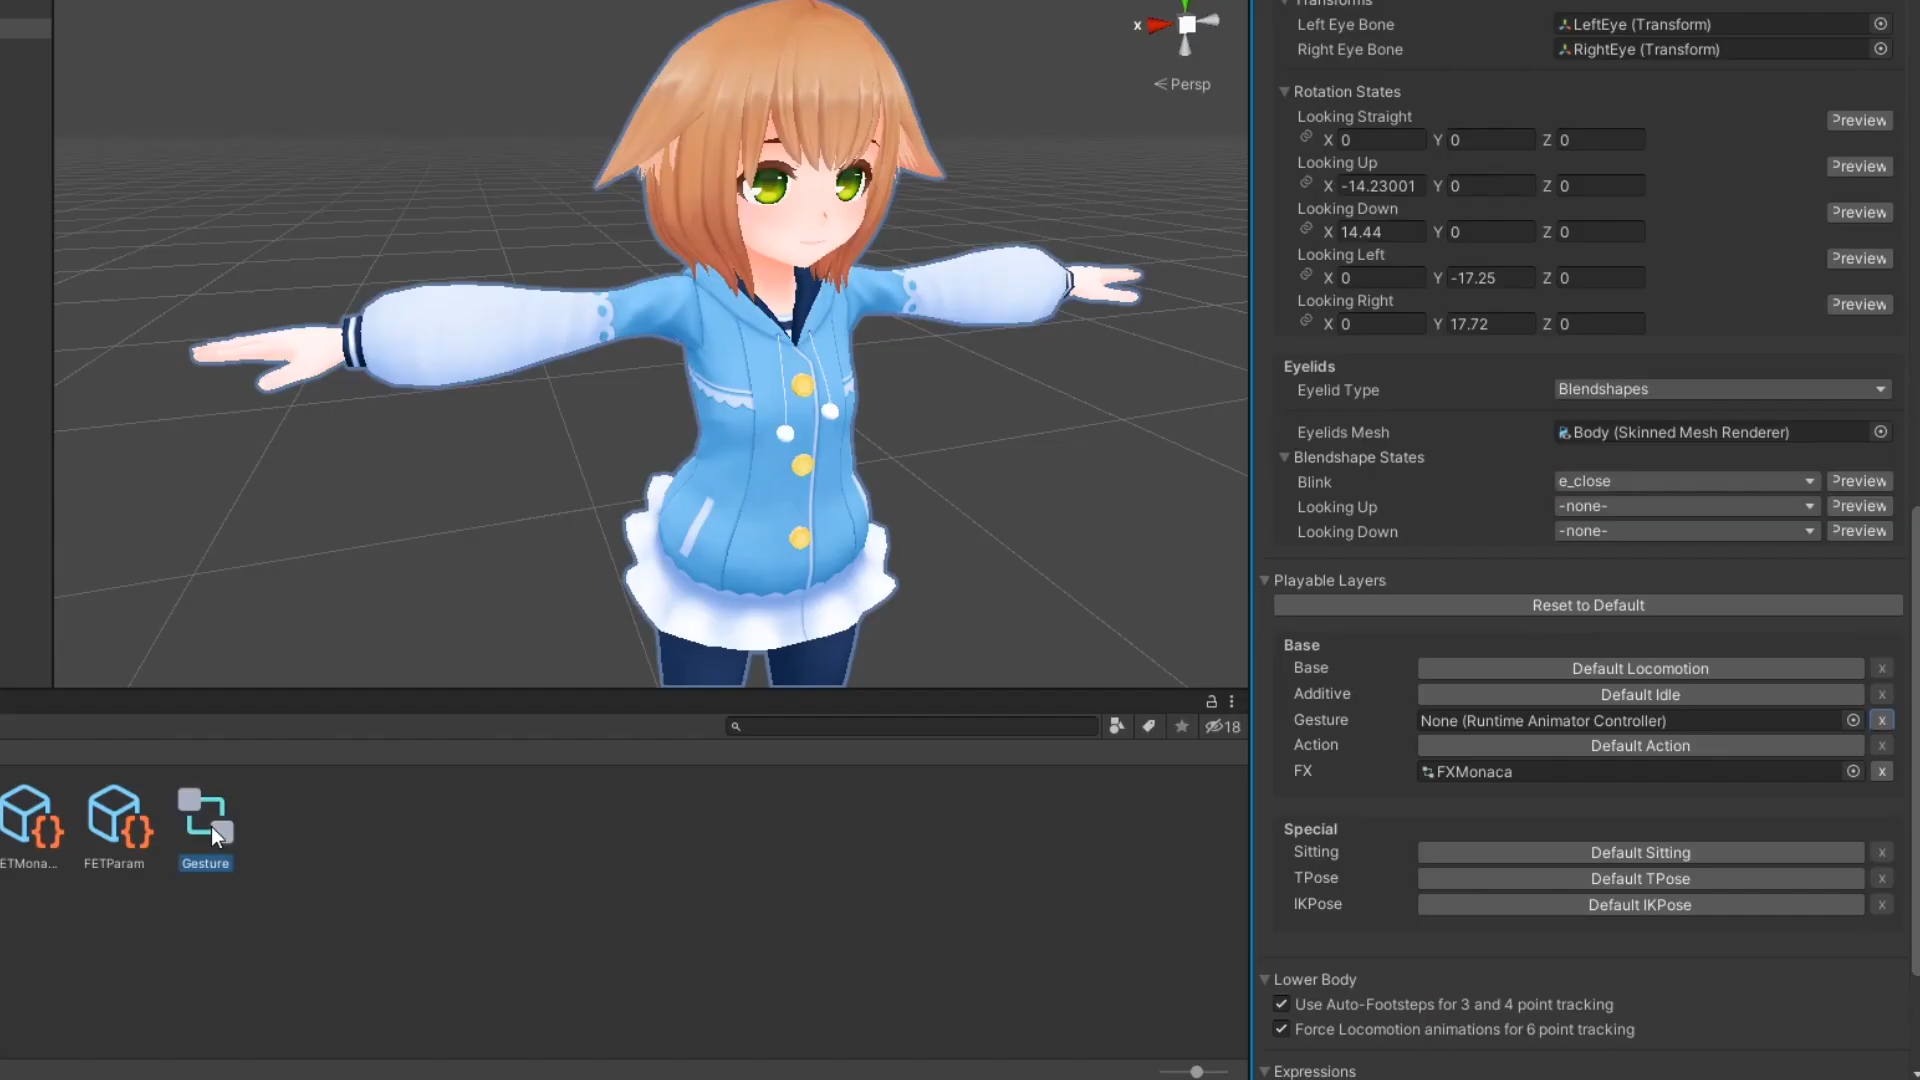 Transforms
Left Eye Bone LeftEye (Transform)
Right Eye Bone RightEye (Transform)
x
< Persp
Rotation States
Looking Straight Preview
X 0 Y 0 Z 0
Looking Up Preview
X -14.23001 Y 0 Z 0
Looking Down Preview
X 14.44 Y 0 Z 0
Looking Left Preview
X 0 Y -17.25 Z 0
Looking Right Preview
X 0 Y 17.72 Z 0
Eyelids
Eyelid Type Blendshapes
Eyelids Mesh Body (Skinned Mesh Renderer)
Blendshape States
Blink e_close Preview
Looking Up -none- Preview
Looking Down -none- Preview
Playable Layers
Reset to Default
Base
Base Default Locomotion x
Additive Default Idle x
Gesture None (Runtime Animator Controller) x
Action Default Action x
FX FXMonaca x
Special
Sitting Default Sitting x
TPose Default TPose x
IKPose Default IKPose x
Lower Body
Use Auto-Footsteps for 3 and 4 point tracking
Force Locomotion animations for 6 point tracking
Expressions
18
ETMona... FETParam Gesture